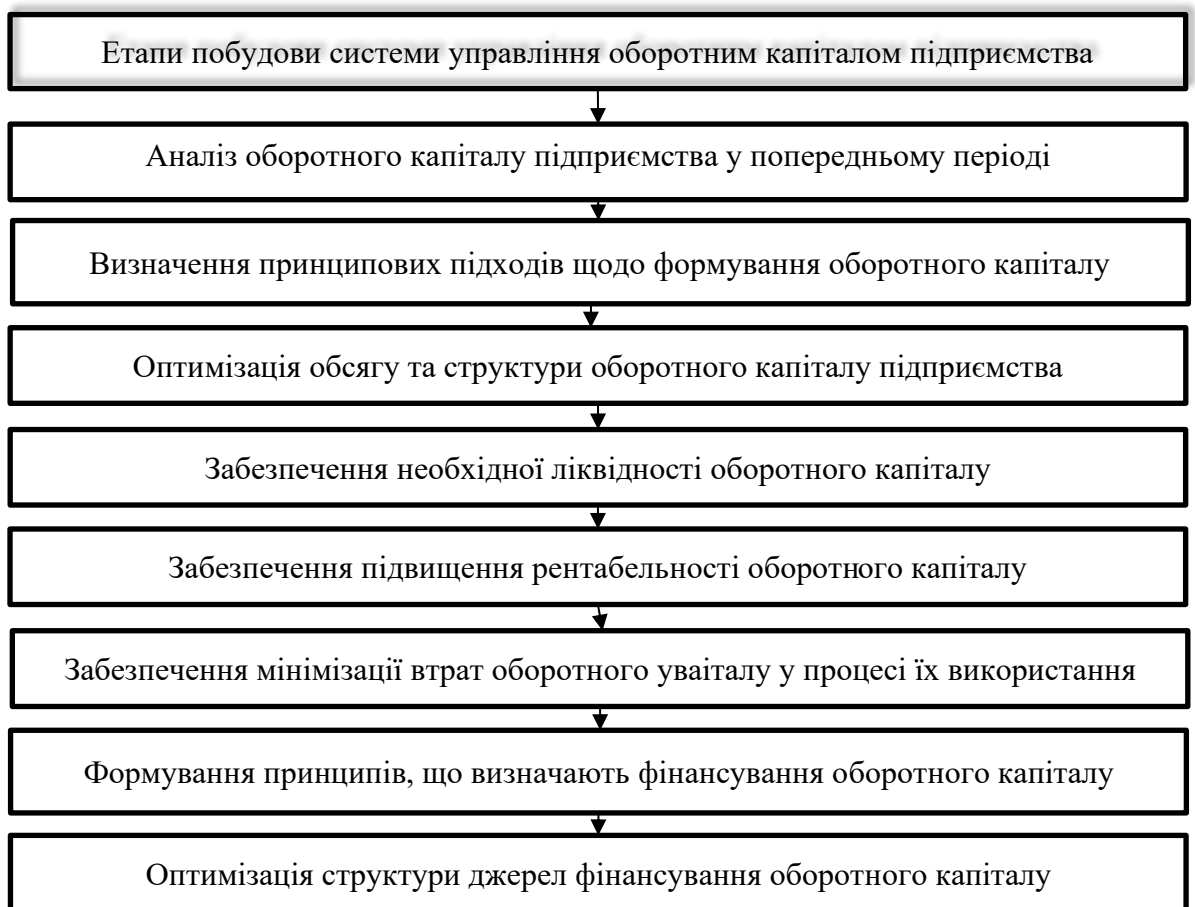 Етапи побудови системи управління оборотним капіталом підприємства
Аналіз оборотного капіталу підприємства у попередньому періоді
Визначення принципових підходів щодо формування оборотного капіталу
Оптимізація обсягу та структури оборотного капіталу підприємства
Забезпечення необхідної ліквідності оборотного капіталу
Забезпечення підвищення рентабельності оборотного капіталу
Забезпечення мінімізації втрат оборотного уваіталу у процесі їх використання
Формування принципів, що визначають фінансування оборотного капіталу
Оптимізація структури джерел фінансування оборотного капіталу